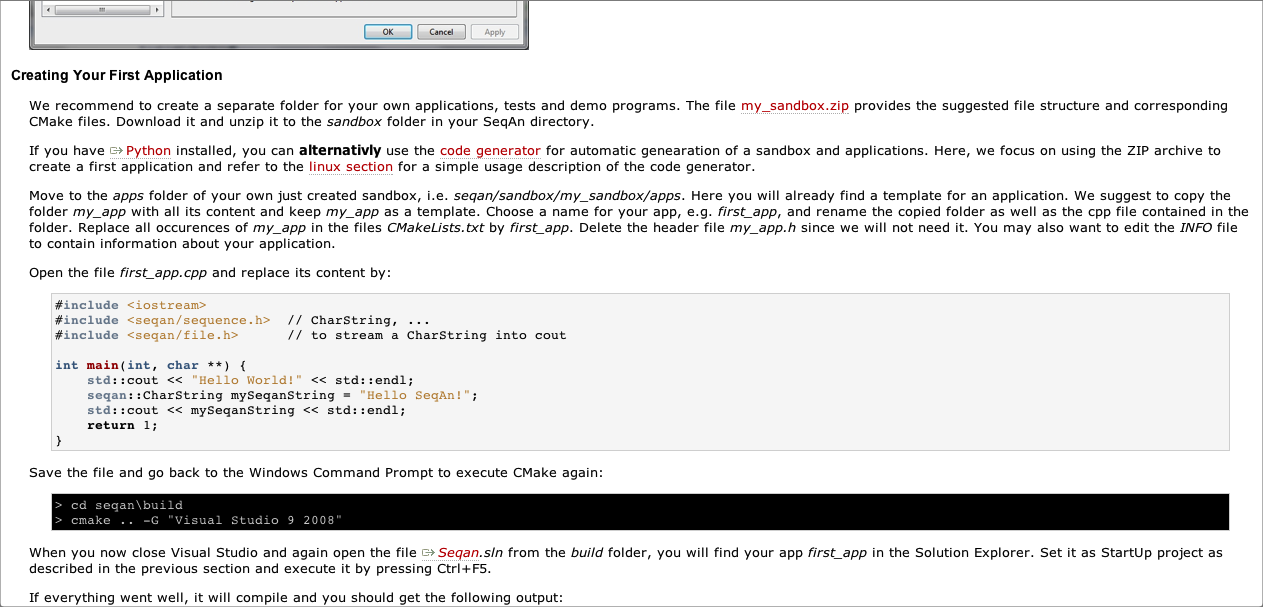 OK Cancel Apply
Creating Your First Application
We recommend to create a separate folder for your own applications, tests and demo programs. The file my_sandbox.zip provides the suggested file structure and corresponding
CMake files. Download it and unzip it to the sandbox folder in your SeqAn directory.
If you have Python installed, you can alternativly use the code generator for automatic genearation of a sandbox and applications. Here, we focus on using the ZIP archive to
create a first application and refer to the linux section for a simple usage description of the code generator.
Move to the apps folder of your own just created sandbox, i.e. seqan/sandbox/my_sandbox/apps. Here you will already find a template for an application. We suggest to copy the
folder my_app with all its content and keep my_app as a template. Choose a name for your app, e.g. first_app, and rename the copied folder as well as the cpp file contained in the
folder. Replace all occurences of my_app in the files CMakeLists.txt by first_app. Delete the header file my_app.h since we will not need it. You may also want to edit the INFO file
to contain information about your application.
Open the file first_app.cpp and replace its content by:
#include <iostream>
#include <seqan/sequence.h>  // CharString, ...
#include <seqan/file.h>      // to stream a CharString into cout
int main(int, char **) {
    std::cout << "Hello World!" << std::endl;
    seqan::CharString mySeqanString = "Hello SeqAn!";
    std::cout << mySeqanString << std::endl;
    return 1;
}
Save the file and go back to the Windows Command Prompt to execute CMake again:
> cd seqan\build
> cmake .. -G "Visual Studio 9 2008"
When you now close Visual Studio and again open the file Seqan.sln from the build folder, you will find your app first_app in the Solution Explorer. Set it as StartUp project as
described in the previous section and execute it by pressing Ctrl+F5.
If everything went well, it will compile and you should get the following output: